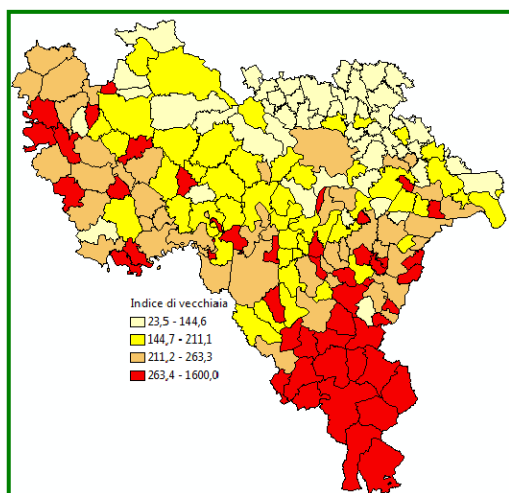 Indice di vecchiaia
23,5 - 144,6
144,7 - 211,1
211,2 - 263,3
263,4 - 1600,0